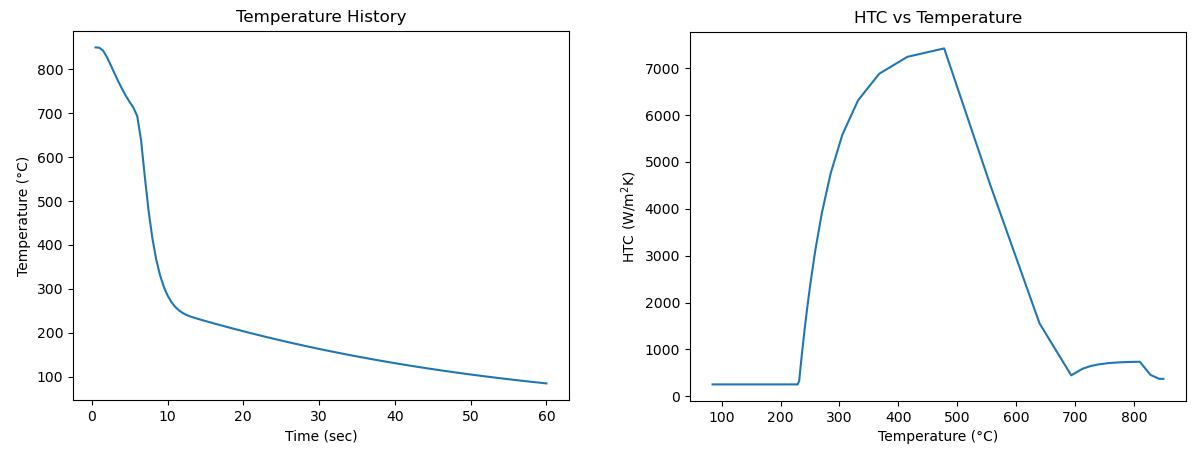 Temperature History
800
700
600
500
400
300
200
100
Temperature (°C)
0 10 20 30 40 50 60
Time (sec)
HTC vs Temperature
7000
6000
5000
4000
3000
2000
1000
0
HTC (W/m²K)
100 200 300 400 500 600 700 800
Temperature (°C)